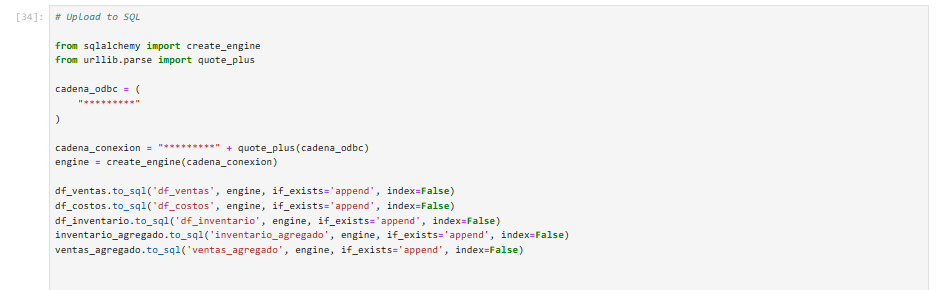 [34]: # Upload to SQL
from sqlalchemy import create_engine
from urllib.parse import quote_plus
cadena_odbc = (
    "*********"
)
cadena_conexion = "*********" + quote_plus(cadena_odbc)
engine = create_engine(cadena_conexion)
df_ventas.to_sql('df_ventas', engine, if_exists='append', index=False)
df_costos.to_sql('df_costos', engine, if_exists='append', index=False)
df_inventario.to_sql('df_inventario', engine, if_exists='append', index=False)
inventario_agregado.to_sql('inventario_agregado', engine, if_exists='append', index=False)
ventas_agregado.to_sql('ventas_agregado', engine, if_exists='append', index=False)